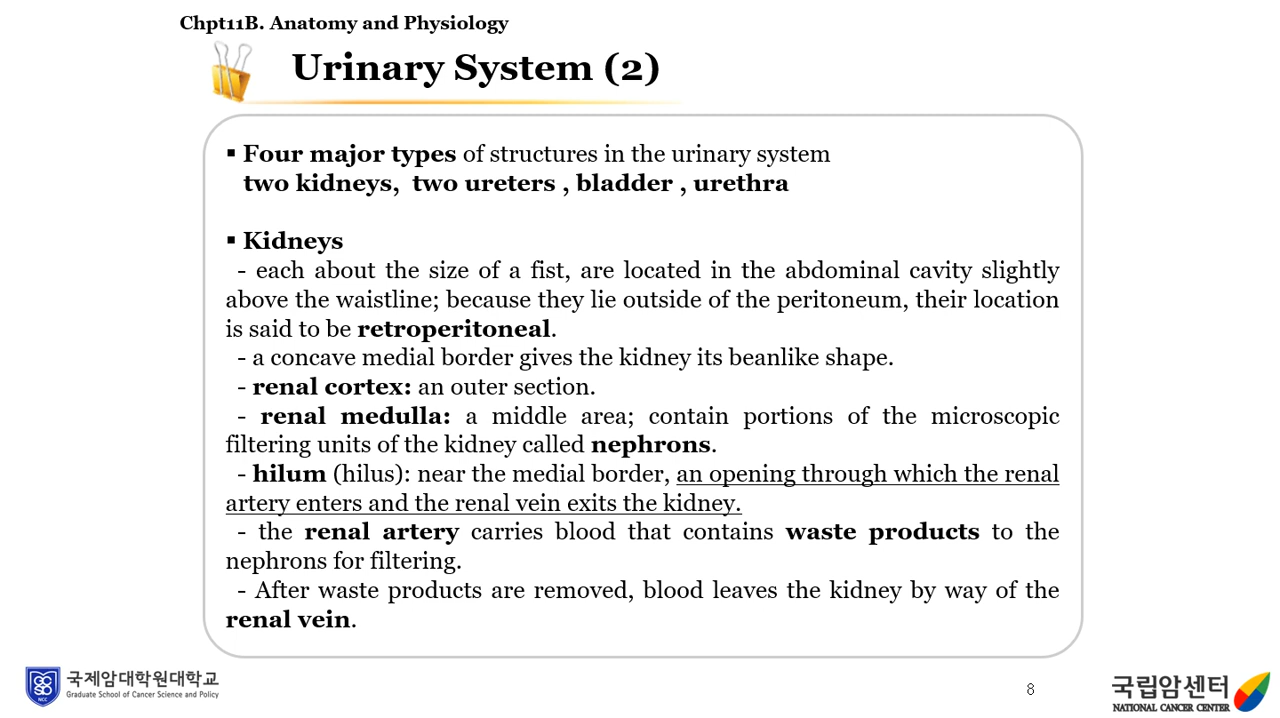 Chpt11B. Anatomy and Physiology
Urinary System (2)
▪ Four major types of structures in the urinary system
two kidneys, two ureters , bladder , urethra
▪ Kidneys
- each about the size of a fist, are located in the abdominal cavity slightly
above the waistline; because they lie outside of the peritoneum, their location
is said to be retroperitoneal.
- a concave medial border gives the kidney its beanlike shape.
- renal cortex: an outer section.
- renal medulla: a middle area; contain portions of the microscopic
filtering units of the kidney called nephrons.
- hilum (hilus): near the medial border, an opening through which the renal
artery enters and the renal vein exits the kidney.
- the renal artery carries blood that contains waste products to the
nephrons for filtering.
- After waste products are removed, blood leaves the kidney by way of the
renal vein.
NCC
국제암대학원대학교
Graduate School of Cancer Science and Policy
8
국립암센터
NATIONAL CANCER CENTER